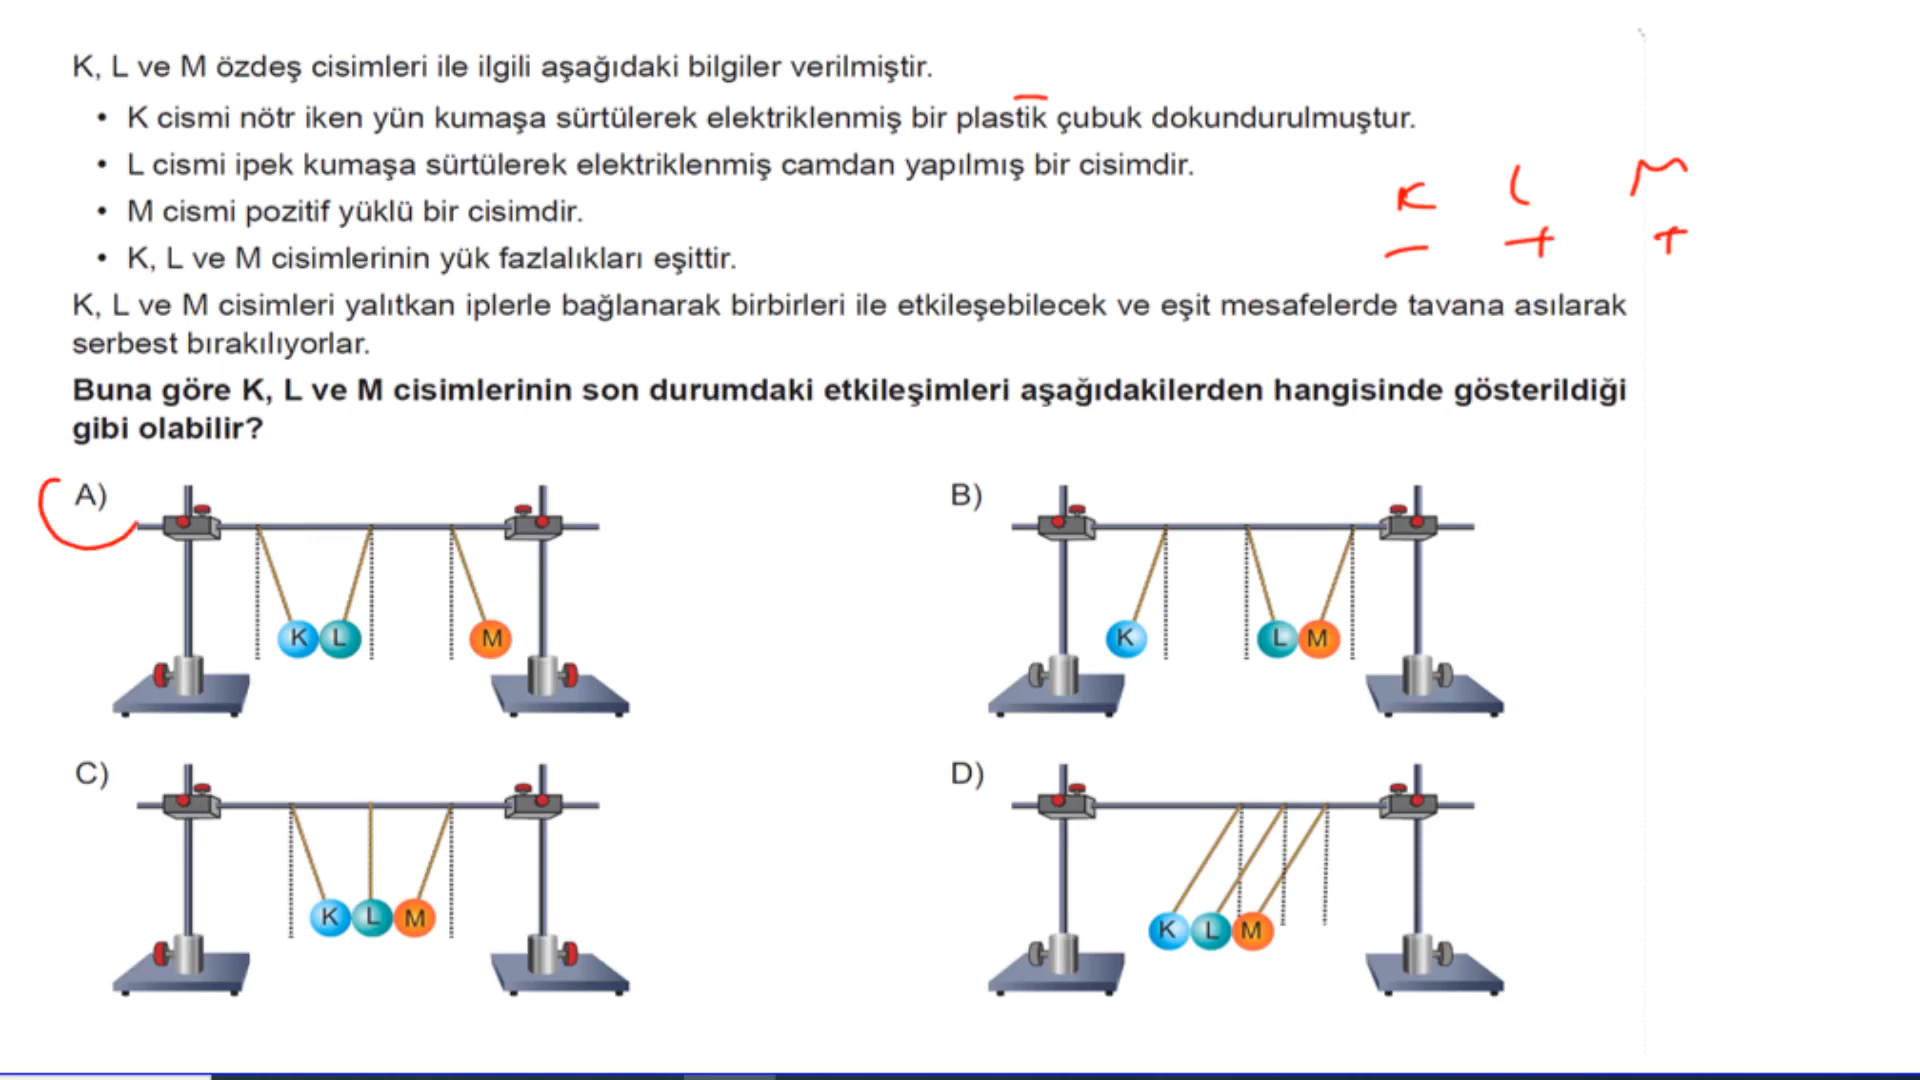 K, L ve M özdeş cisimleri ile ilgili aşağıdaki bilgiler verilmiştir.
• K cismi nötr iken yün kumaşa sürtülerek elektriklenmiş bir plastik çubuk dokundurulmuştur.
• L cismi ipek kumaşa sürtülerek elektriklenmiş camdan yapılmış bir cisimdir.
• M cismi pozitif yüklü bir cisimdir.
• K, L ve M cisimlerinin yük fazlalıkları eşittir.
K L M
− + +
K, L ve M cisimleri yalıtkan iplerle bağlanarak birbirleri ile etkileşebilecek ve eşit mesafelerde tavana asılarak
serbest bırakılıyorlar.
Buna göre K, L ve M cisimlerinin son durumdaki etkileşimleri aşağıdakilerden hangisinde gösterildiği
gibi olabilir?
A)
K L M
B)
K L M
C)
K L M
D)
K L M